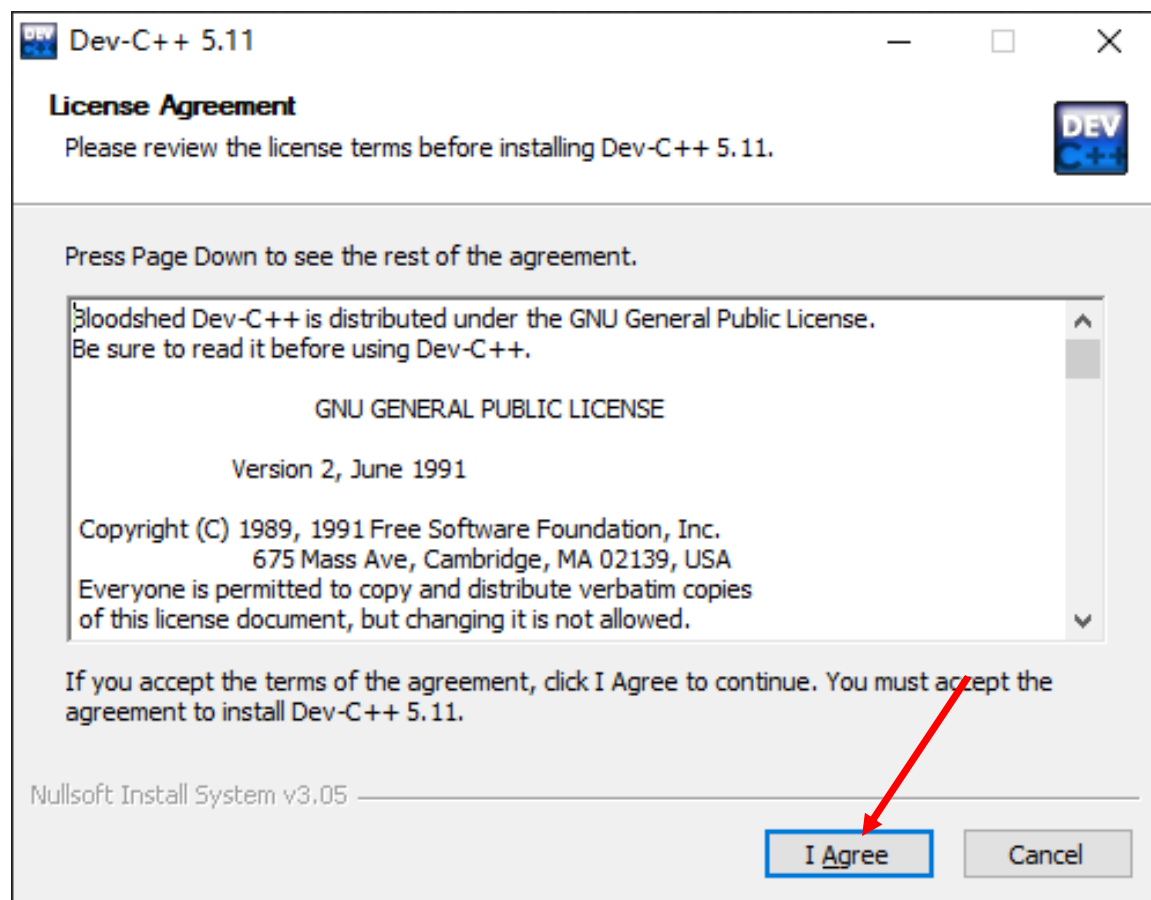 DEV
C++
Dev-C++ 5.11
License Agreement
Please review the license terms before installing Dev-C++ 5.11.
DEV
C++
Press Page Down to see the rest of the agreement.
Bloodshed Dev-C++ is distributed under the GNU General Public License.
Be sure to read it before using Dev-C++.
GNU GENERAL PUBLIC LICENSE
Version 2, June 1991
Copyright (C) 1989, 1991 Free Software Foundation, Inc.
675 Mass Ave, Cambridge, MA 02139, USA
Everyone is permitted to copy and distribute verbatim copies
of this license document, but changing it is not allowed.
If you accept the terms of the agreement, click I Agree to continue. You must accept the
agreement to install Dev-C++ 5.11.
Nullsoft Install System v3.05
I Agree
Cancel